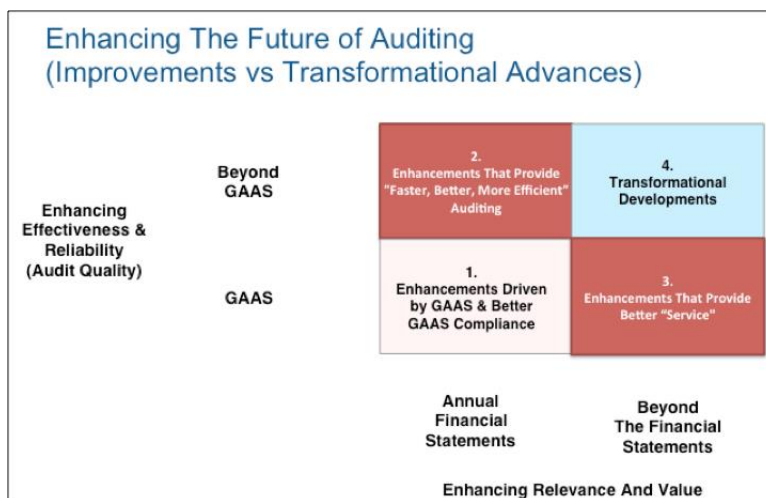 Enhancing The Future of Auditing
(Improvements vs Transformational Advances)
Enhancing
Effectiveness &
Reliability
(Audit Quality)
Beyond
GAAS
2.
Enhancements That Provide
"Faster, Better, More Efficient"
Auditing
4.
Transformational
Developments
GAAS
1.
Enhancements Driven
by GAAS & Better
GAAS Compliance
3.
Enhancements That Provide
Better "Service"
Annual
Financial
Statements
Beyond
The Financial
Statements
Enhancing Relevance And Value